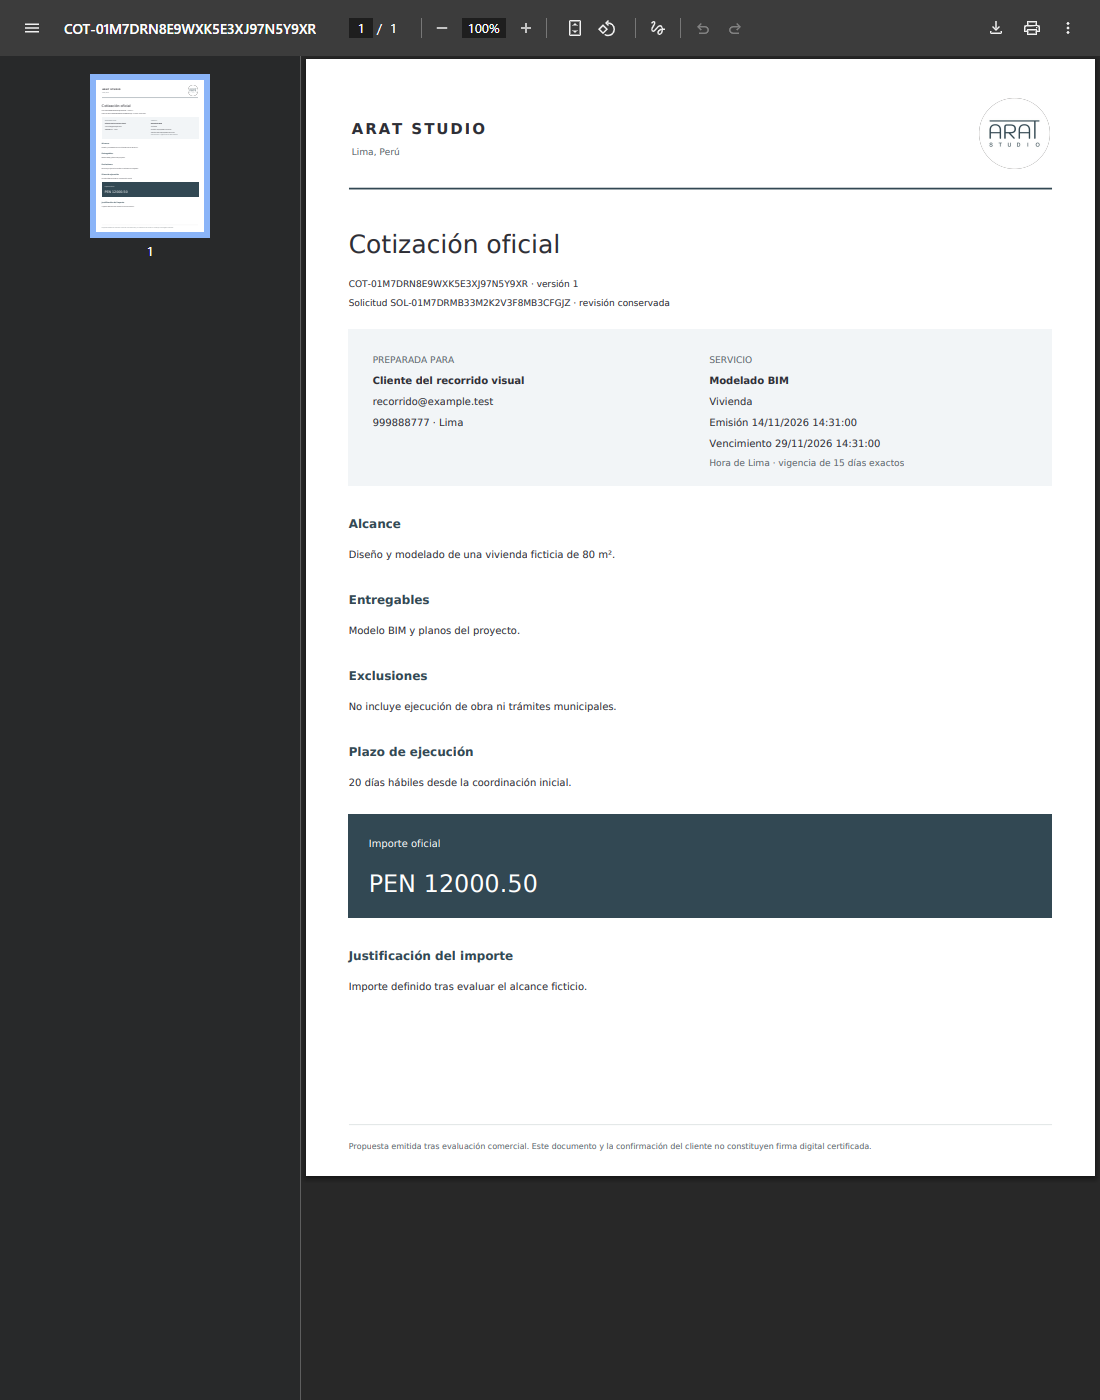 COT-01M7DRN8E9WXK5E3XJ97N5Y9XR
1 / 1
100%
1
ARAT STUDIO
Lima, Perú
ARAT
STUDIO
Cotización oficial
COT-01M7DRN8E9WXK5E3XJ97N5Y9XR · versión 1
Solicitud SOL-01M7DRMB33M2K2V3F8MB3CFGJZ · revisión conservada
PREPARADA PARA
Cliente del recorrido visual
recorrido@example.test
999888777 · Lima
SERVICIO
Modelado BIM
Vivienda
Emisión 14/11/2026 14:31:00
Vencimiento 29/11/2026 14:31:00
Hora de Lima · vigencia de 15 días exactos
Alcance
Diseño y modelado de una vivienda ficticia de 80 m².
Entregables
Modelo BIM y planos del proyecto.
Exclusiones
No incluye ejecución de obra ni trámites municipales.
Plazo de ejecución
20 días hábiles desde la coordinación inicial.
Importe oficial
PEN 12000.50
Justificación del importe
Importe definido tras evaluar el alcance ficticio.
Propuesta emitida tras evaluación comercial. Este documento y la confirmación del cliente no constituyen firma digital certificada.